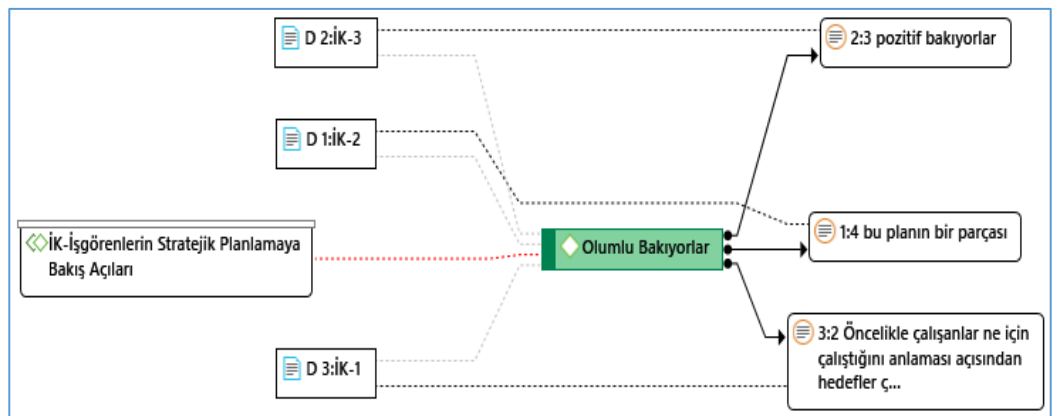 D 2:İK-3
2:3 pozitif bakıyorlar
D 1:İK-2
1:4 bu planın bir parçası
İK-İşgörenlerin Stratejik Planlamaya
Bakış Açıları
Olumlu Bakıyorlar
3:2 Öncelikle çalışanlar ne için
çalıştığını anlaması açısından
hedefler ç...
D 3:İK-1